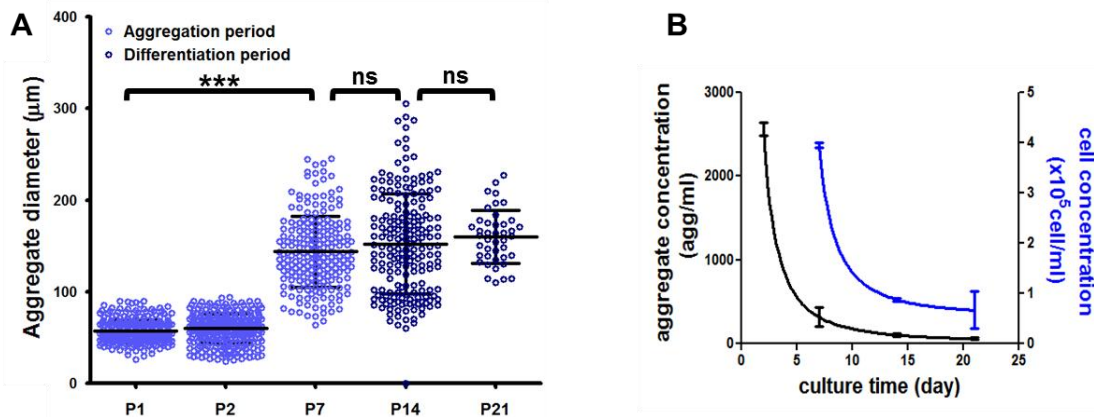 A
B
400
300
200
100
0
Aggregate diameter (µm)
Aggregation period
Differentiation period
***
ns
ns
P1 P2 P7 P14 P21
3000
2000
1000
0
aggregate concentration
(agg/ml)
5
4
3
2
1
0
cell concentration
(x10⁵cell/ml)
0 5 10 15 20 25
culture time (day)